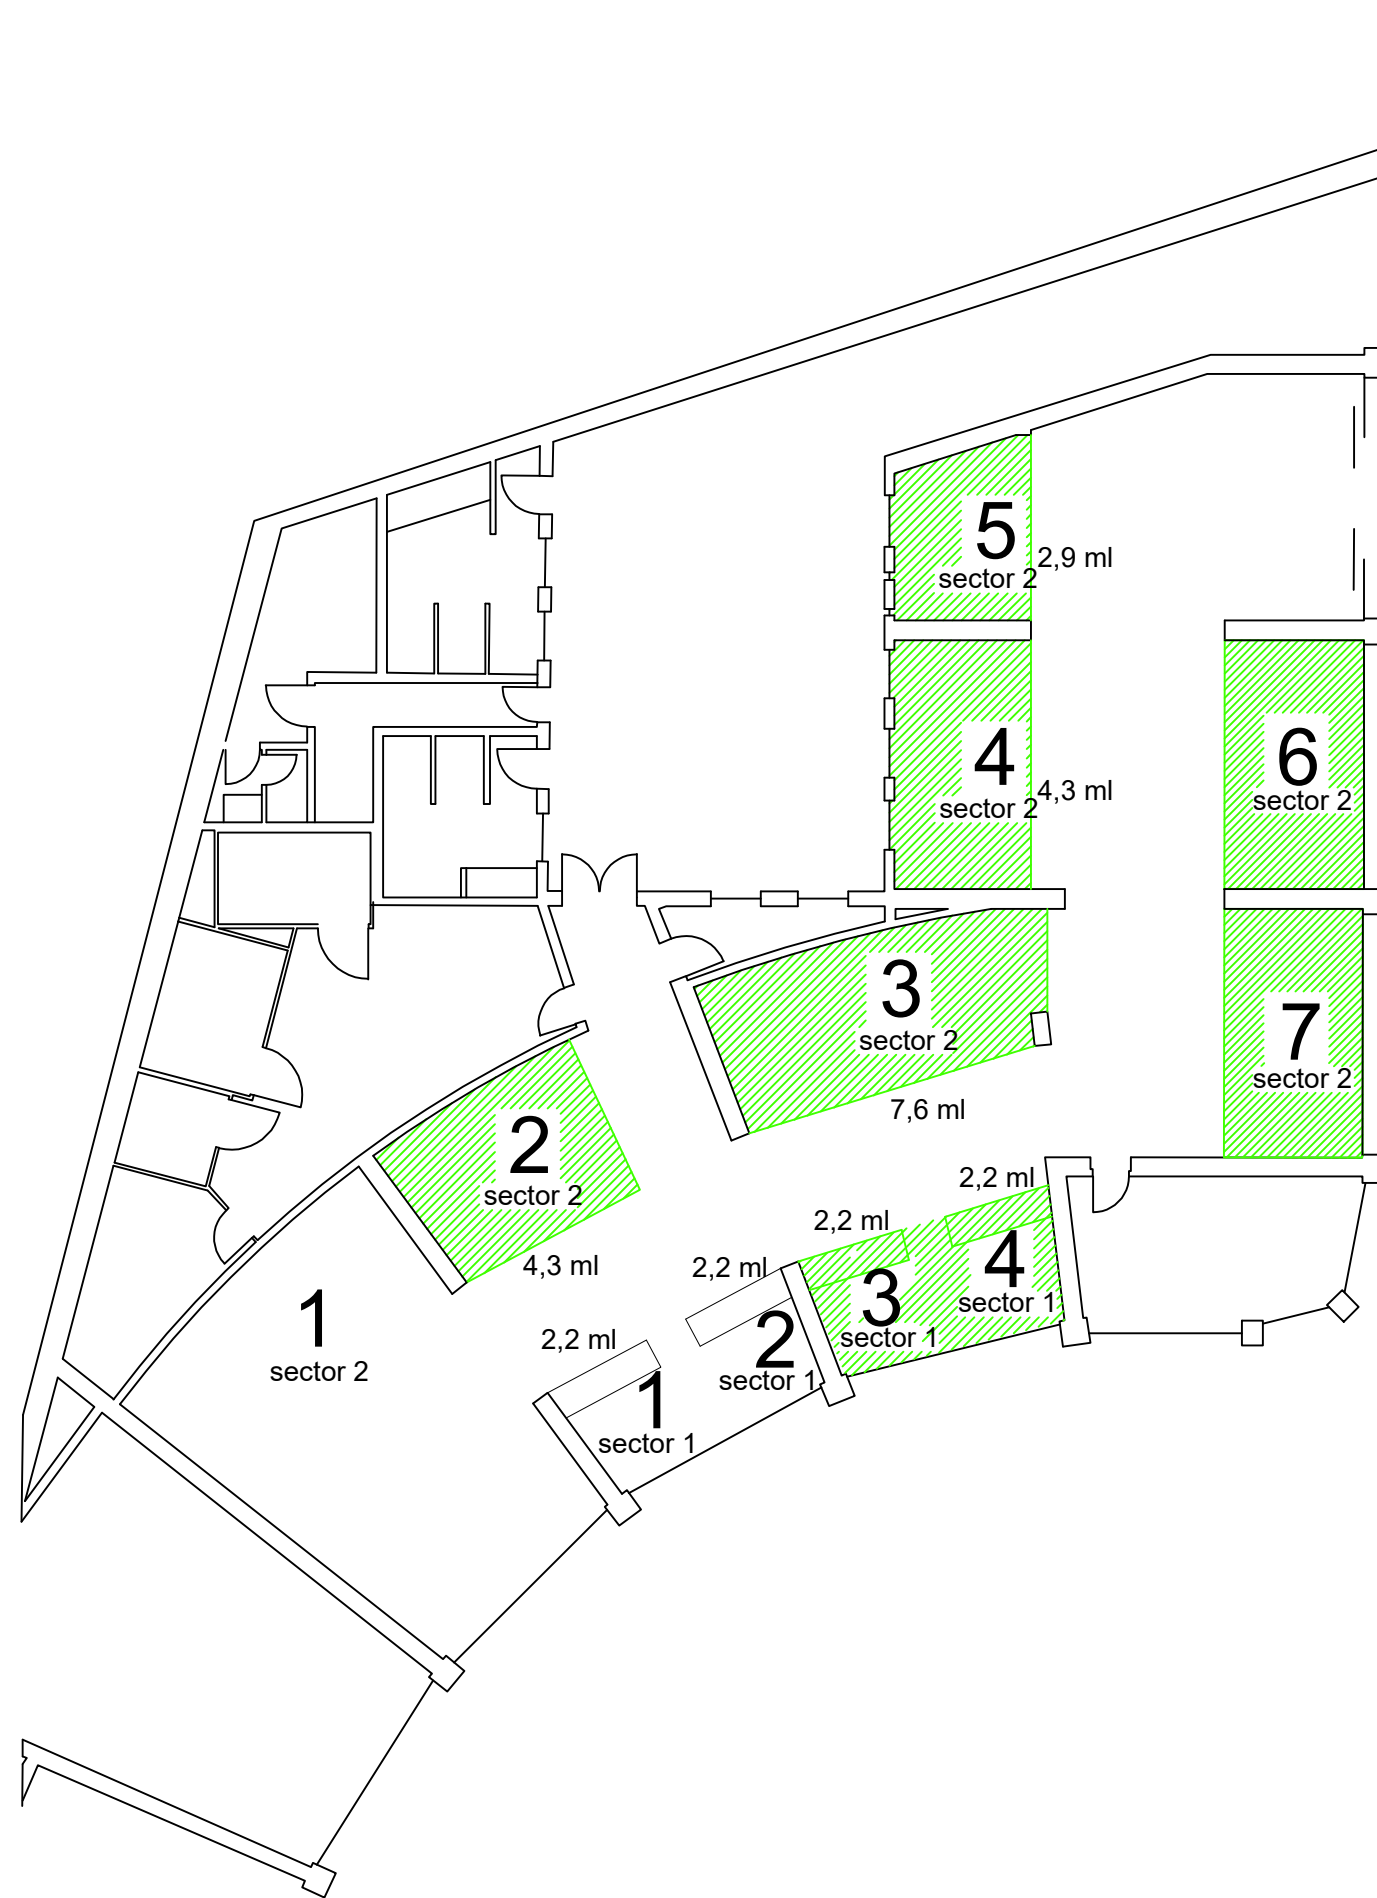 5
sector 2
2,9 ml
4
sector 2
4,3 ml
6
sector 2
3
sector 2
7,6 ml
7
sector 2
2
sector 2
4,3 ml
1
sector 2
2,2 ml
1
sector 1
2,2 ml
2
sector 1
2,2 ml
3
sector 1
2,2 ml
4
sector 1